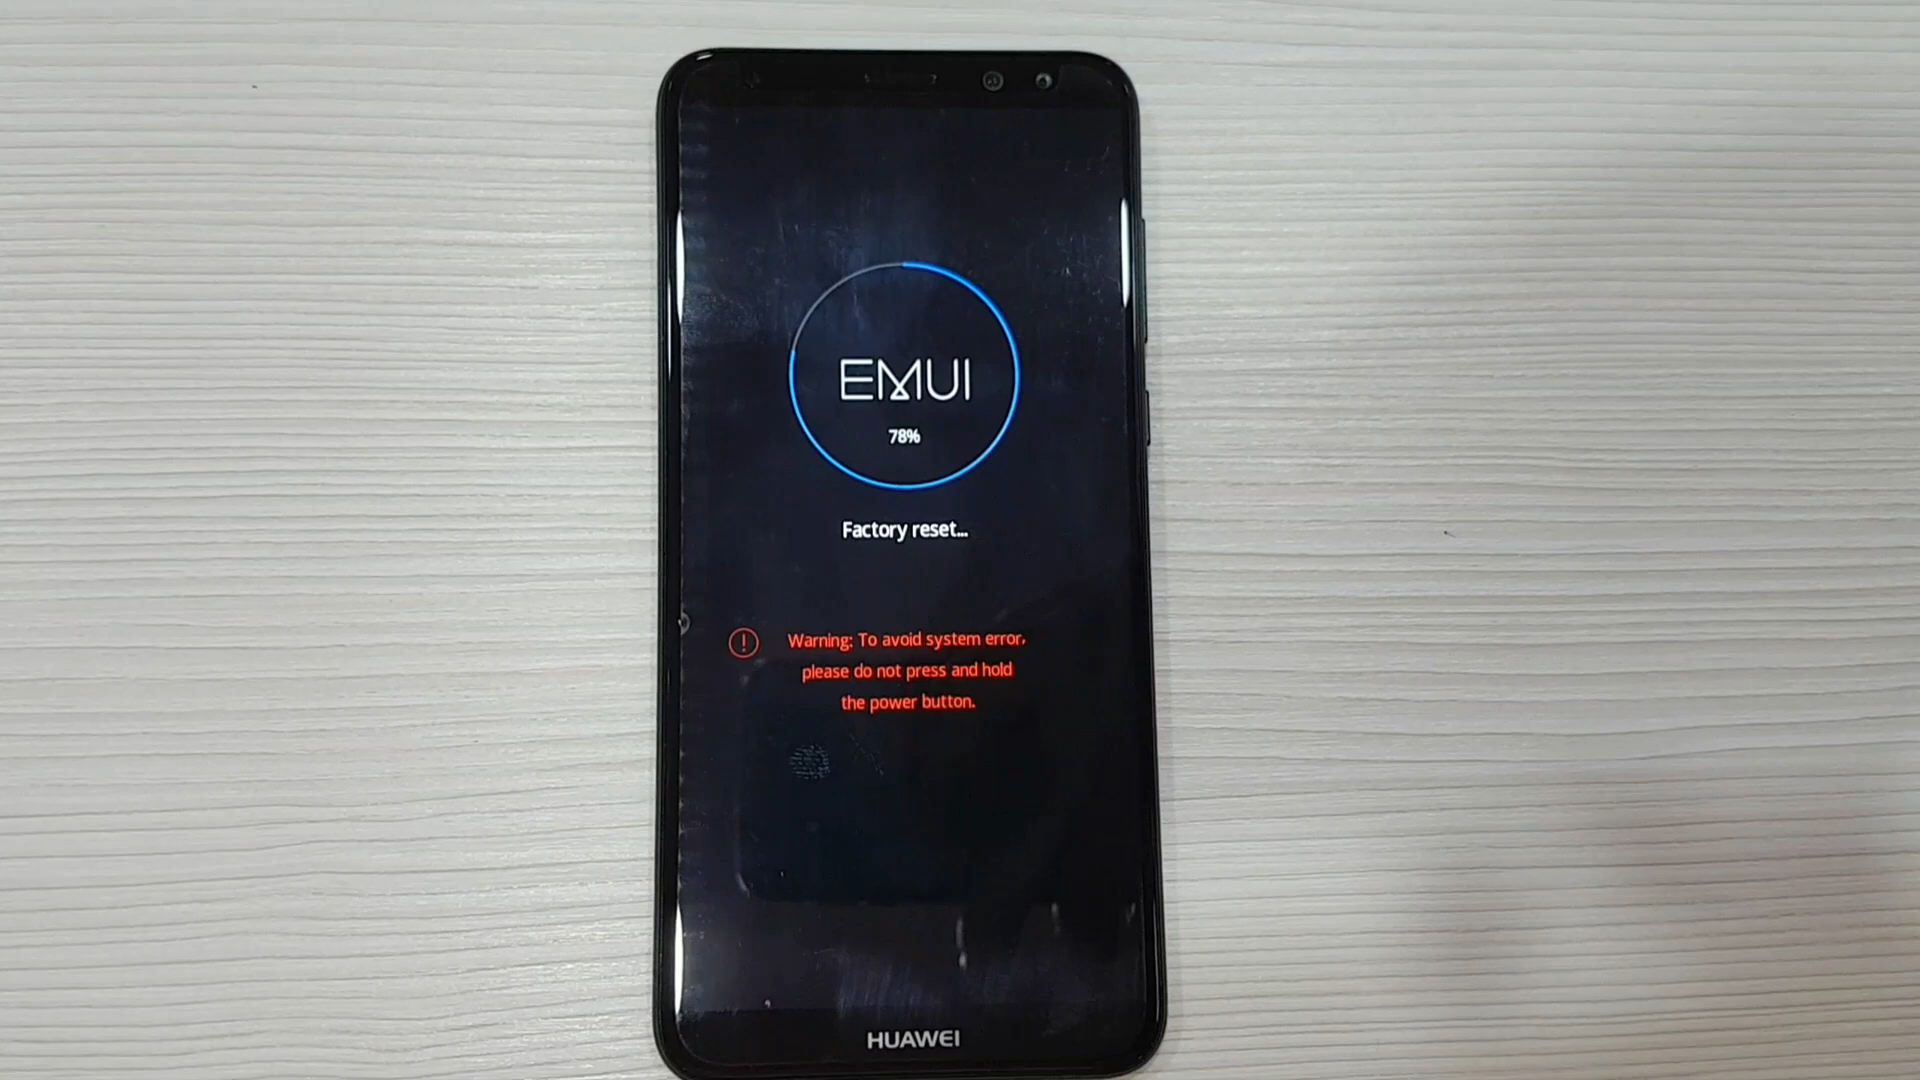 EMUI
78%
Factory reset...
Warning: To avoid system error,
please do not press and hold
the power button.
HUAWEI